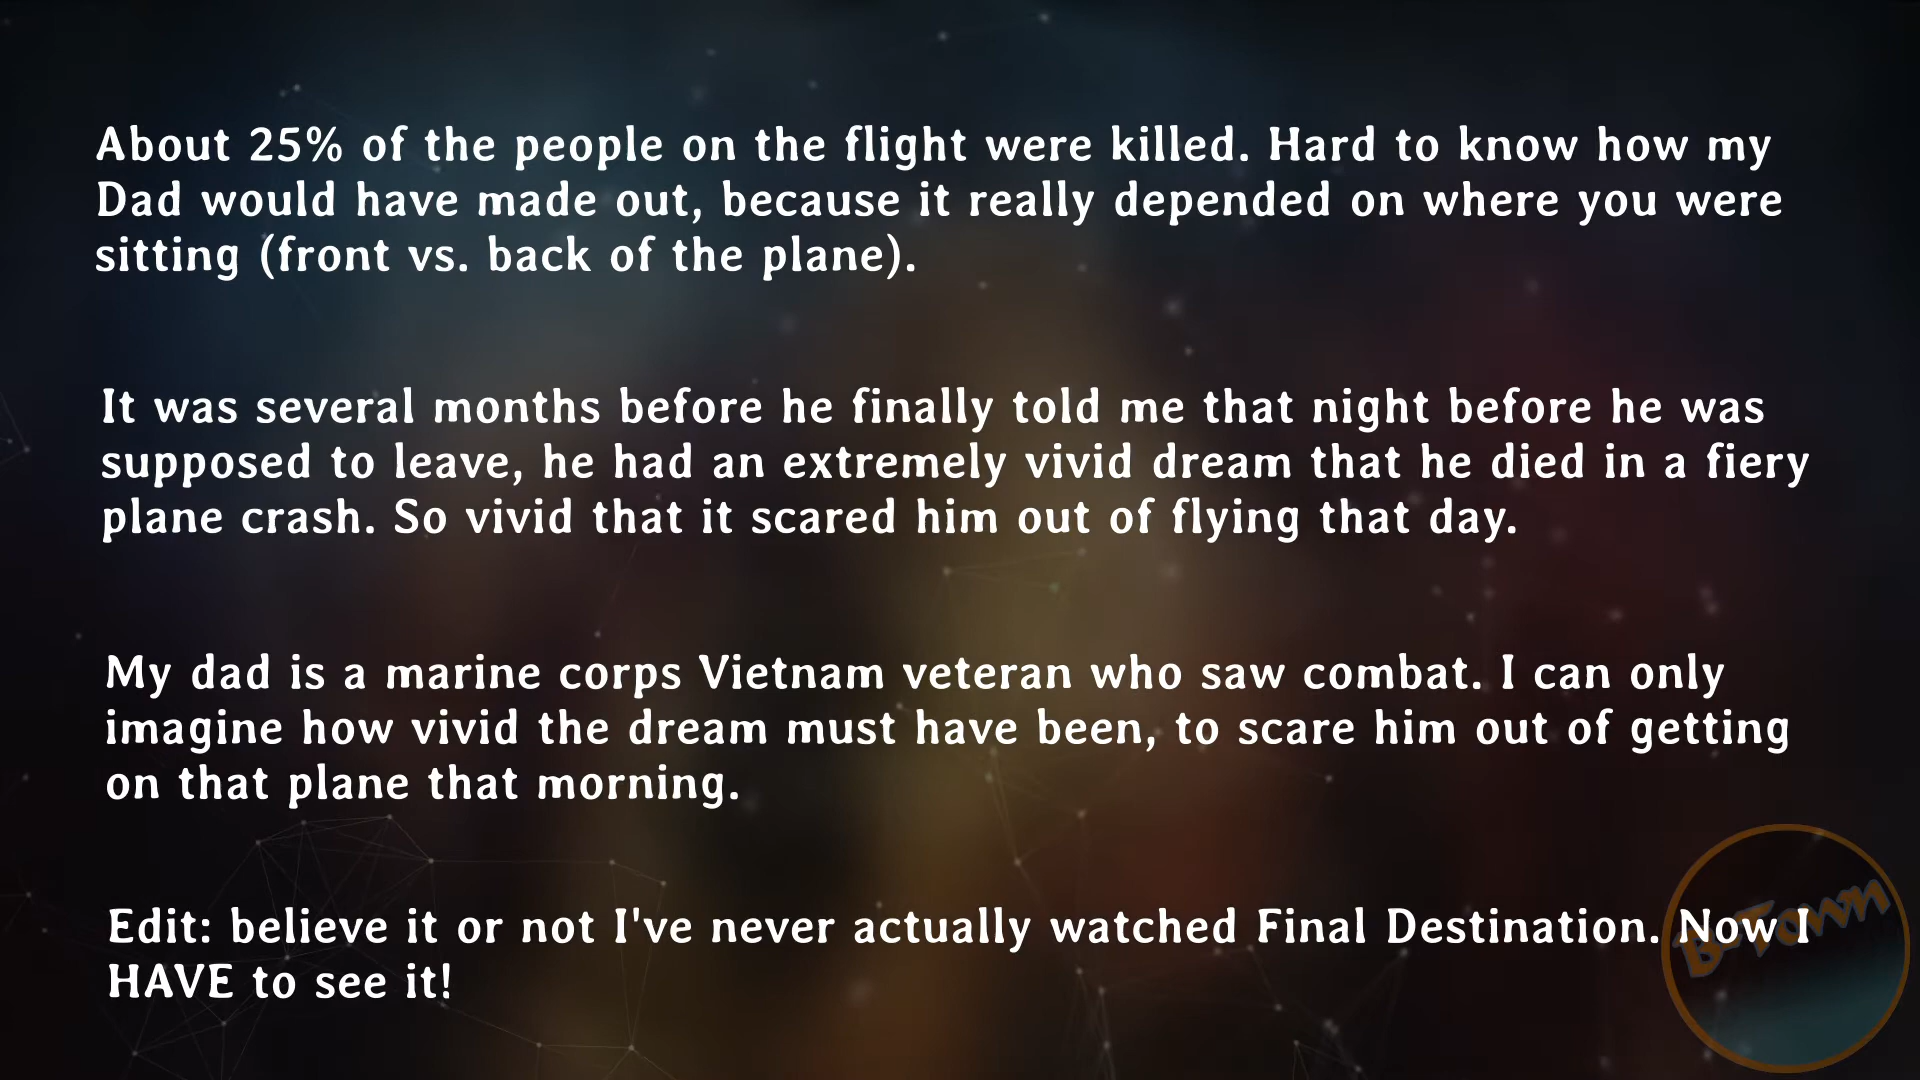 About 25% of the people on the flight were killed. Hard to know how my
Dad would have made out, because it really depended on where you were
sitting (front vs. back of the plane).
It was several months before he finally told me that night before he was
supposed to leave, he had an extremely vivid dream that he died in a fiery
plane crash. So vivid that it scared him out of flying that day.
My dad is a marine corps Vietnam veteran who saw combat. I can only
imagine how vivid the dream must have been, to scare him out of getting
on that plane that morning.
Edit: believe it or not I've never actually watched Final Destination. Now I
HAVE to see it!
B-Town